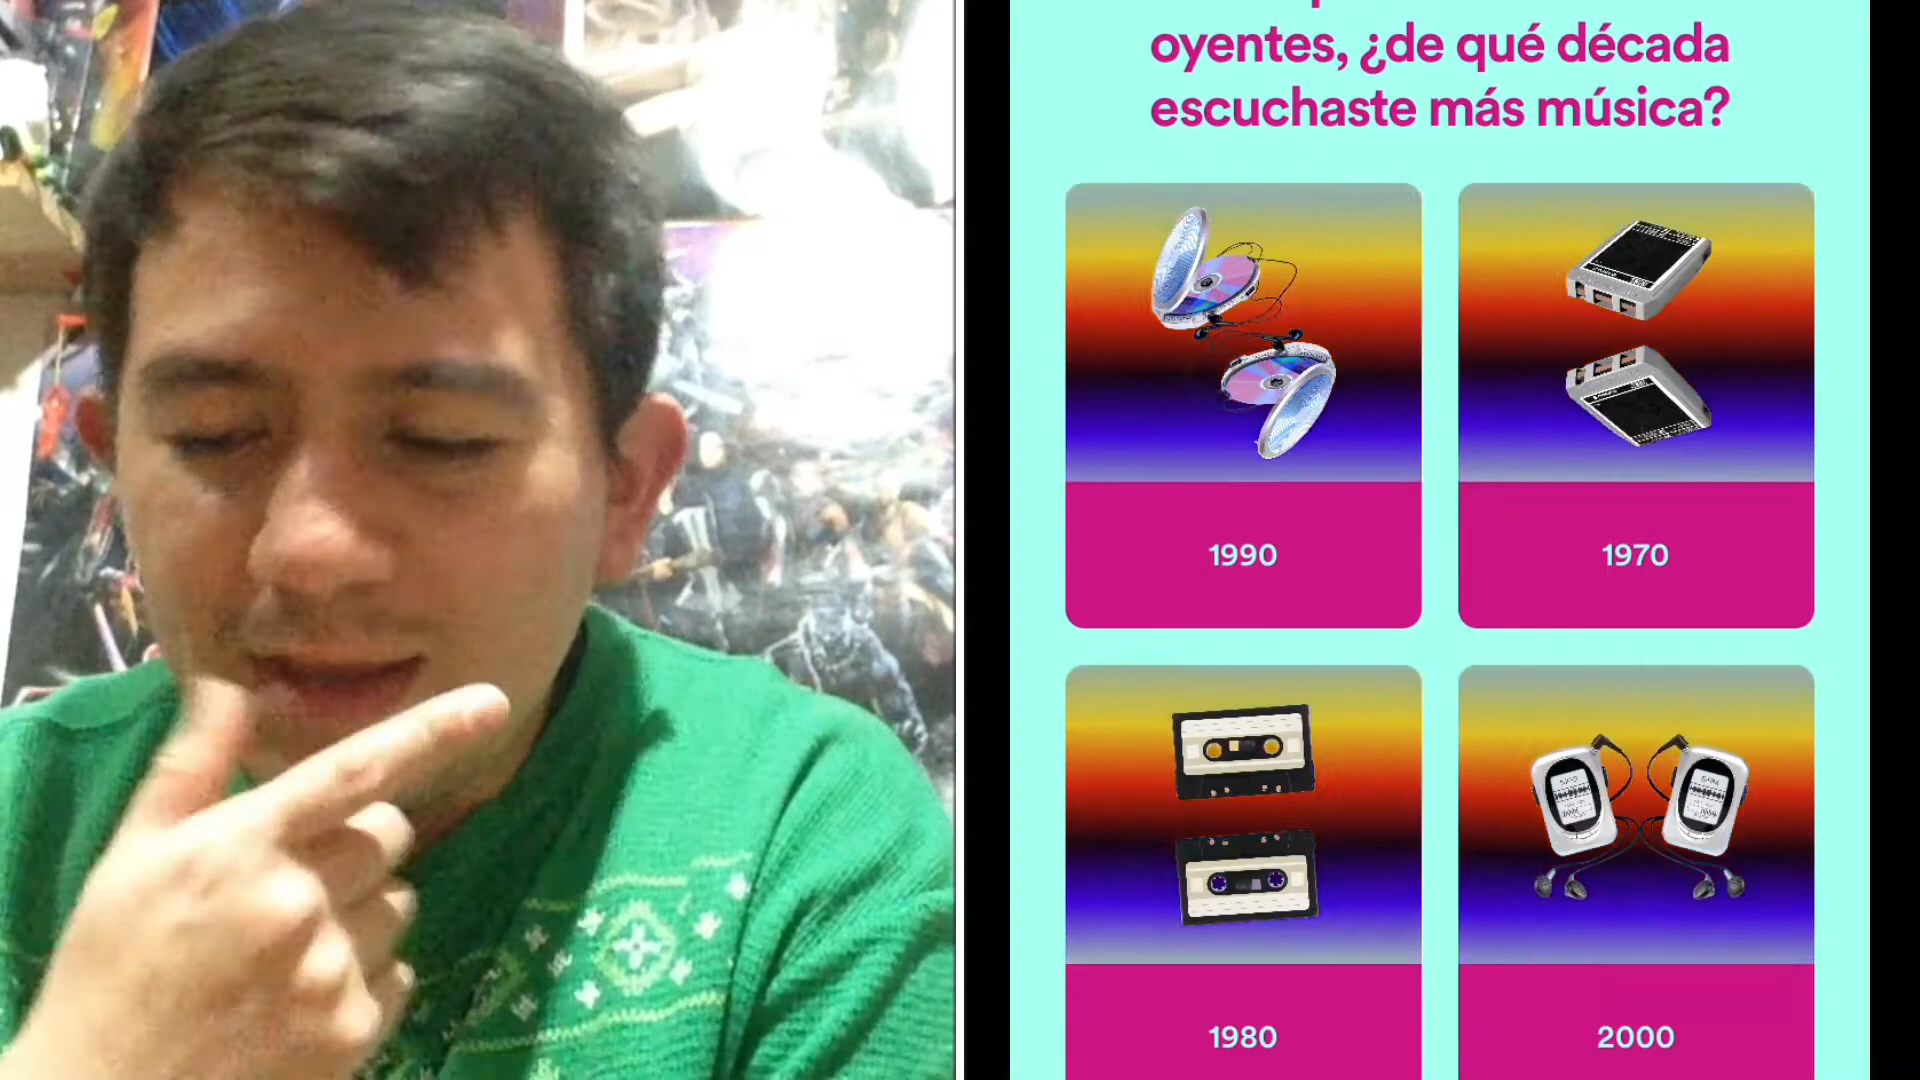 oyentes, ¿de qué década
escuchaste más música?
1990
1970
1980
2000